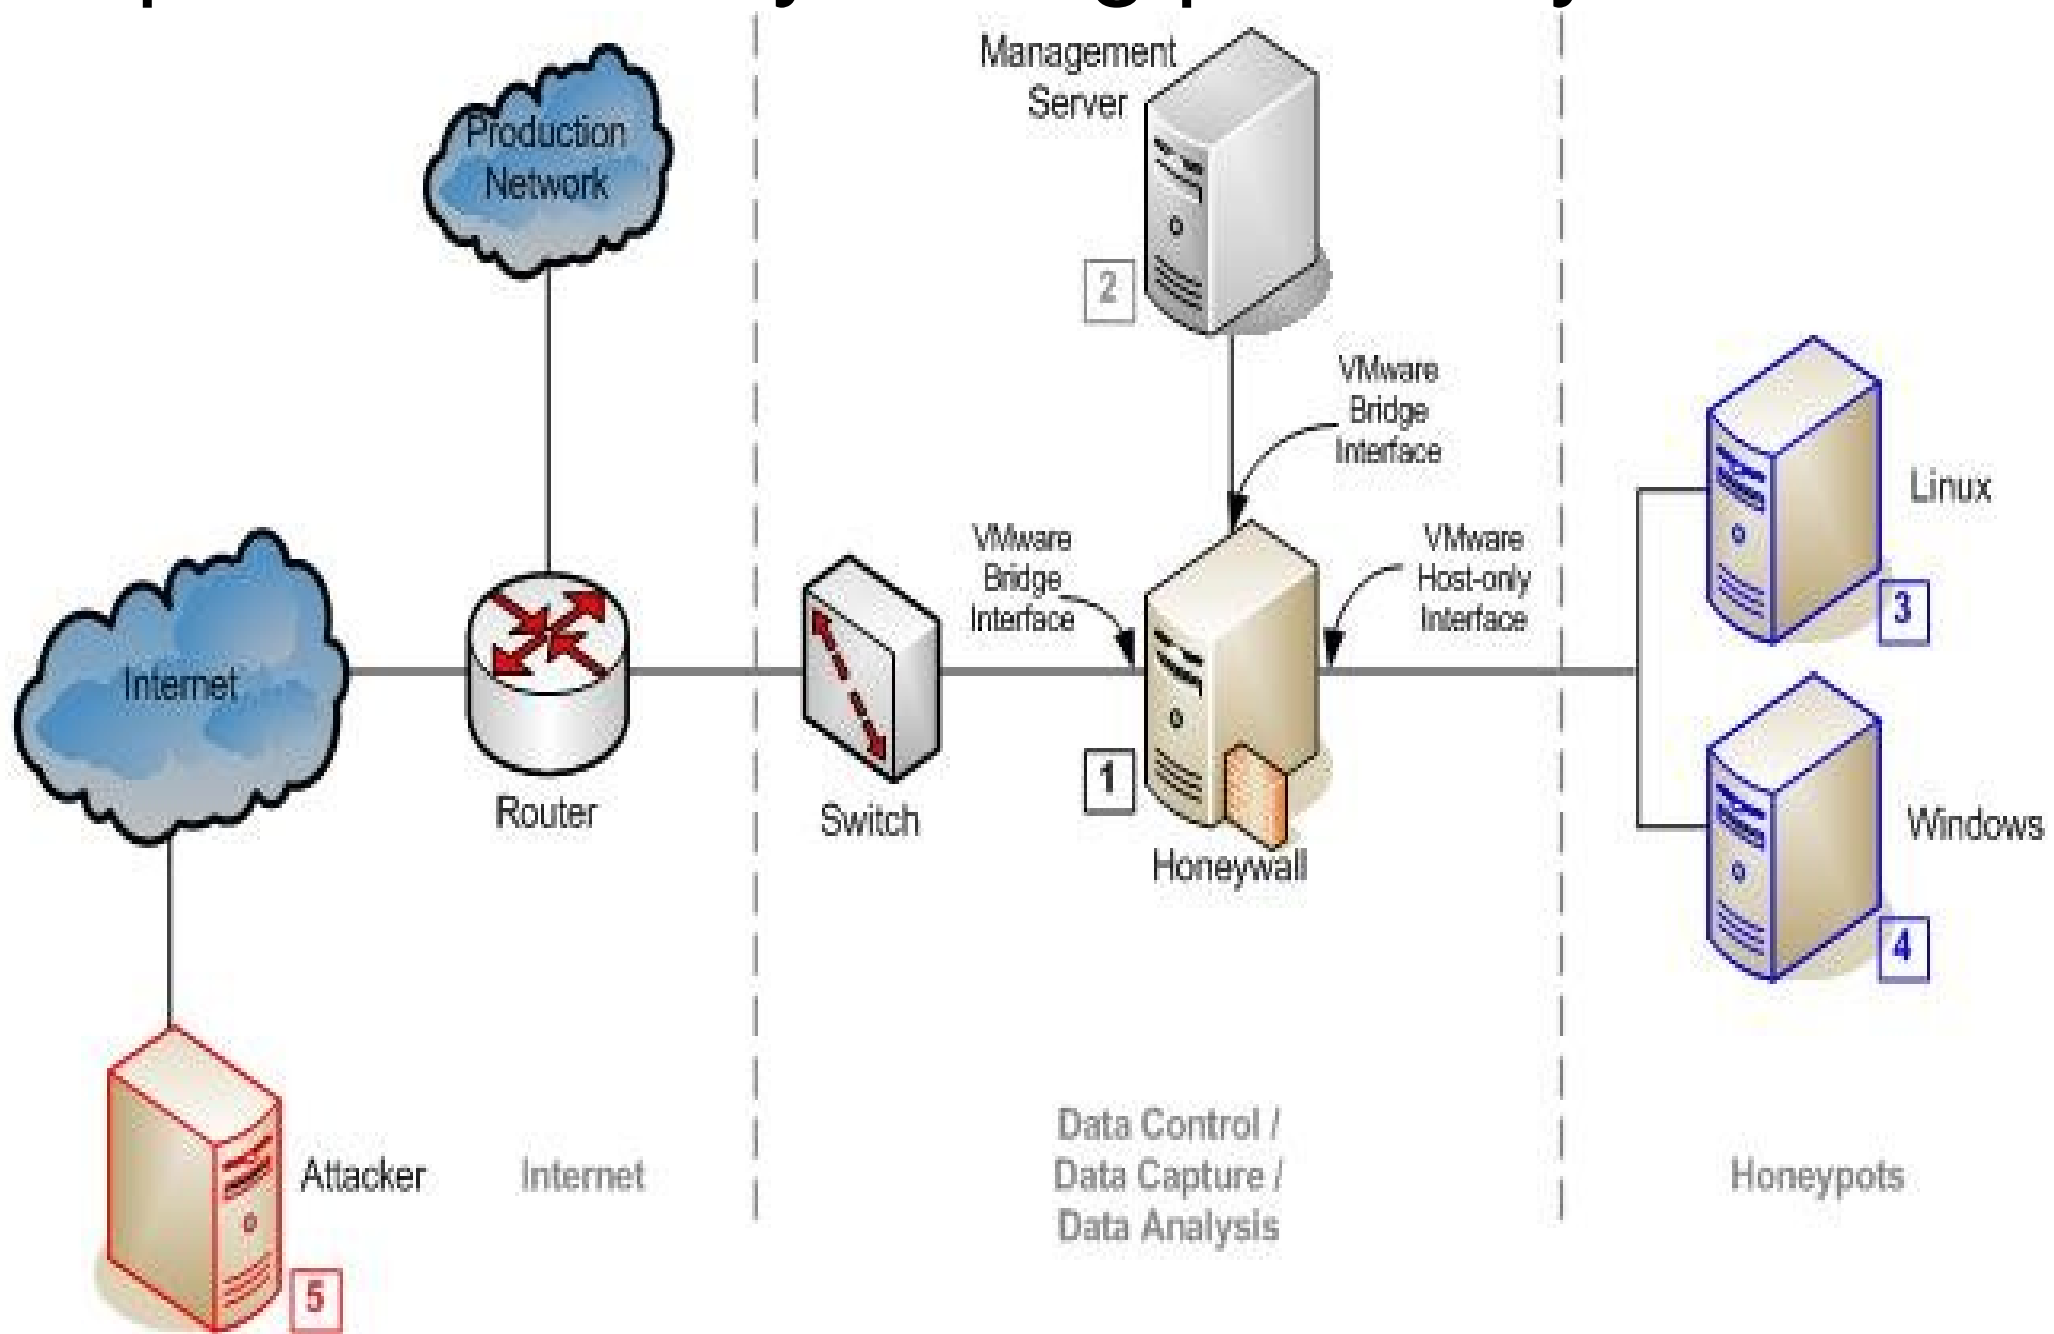 Management
Server
Production
Network
2
VMware
Bridge
Interface
Linux
VMware
Bridge
Interface
VMware
Host-only
Interface
3
Internet
1
Router
Switch
Windows
Honeywall
4
Data Control /
Data Capture /
Data Analysis
Attacker
Internet
Honeypots
5